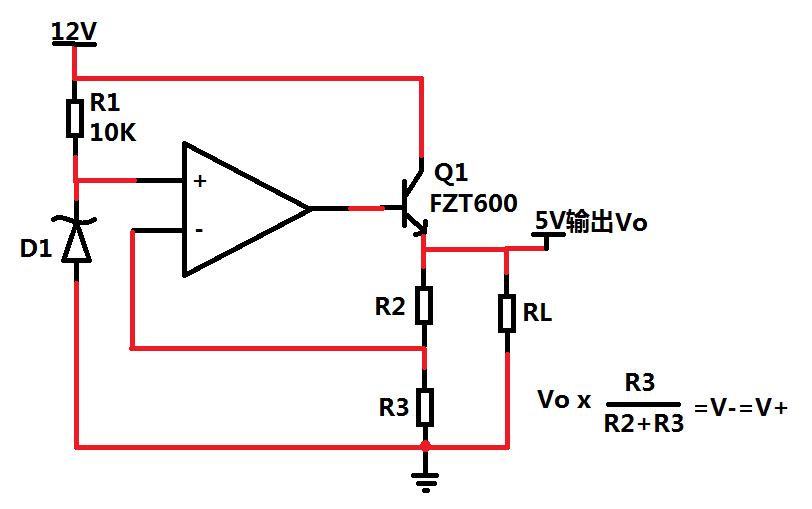 12V
R1
10K
+
-
D1
Q1
FZT600
5V输出Vo
R2
RL
R3
Vo x R3/R2+R3 =V-=V+